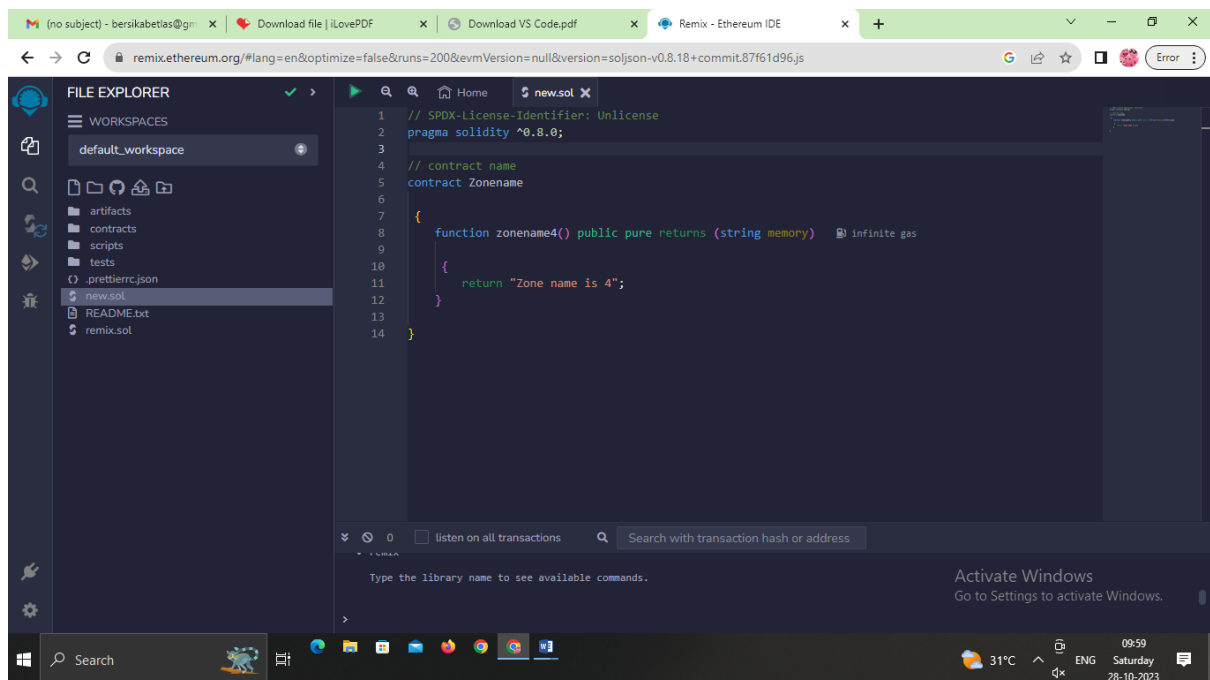 (no subject) - bersikabetlas@gm
Download file | iLovePDF
Download VS Code.pdf
Remix - Ethereum IDE
remix.ethereum.org/#lang=en&optimize=false&runs=200&evmVersion=null&version=soljson-v0.8.18+commit.87f61d96.js
Error
FILE EXPLORER
WORKSPACES
default_workspace
artifacts
contracts
scripts
tests
.prettierrc.json
new.sol
README.txt
remix.sol
Home
new.sol
1 // SPDX-License-Identifier: Unlicense
2 pragma solidity ^0.8.0;
3
4 // contract name
5 contract Zonename
6
7 {
8 function zonename4() public pure returns (string memory) infinite gas
9
10 {
11 return "Zone name is 4";
12 }
13
14 }
0 listen on all transactions Search with transaction hash or address
remix
Type the library name to see available commands.
>
Activate Windows
Go to Settings to activate Windows.
Search
31°C
ENG
09:59
Saturday
28-10-2023